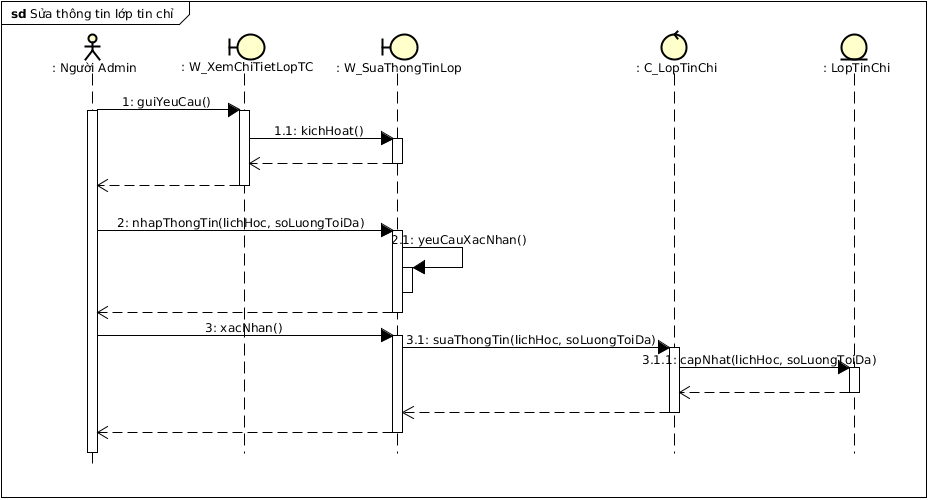 sd Sửa thông tin lớp tin chỉ
: Người Admin
: W_XemChiTietLopTC
: W_SuaThongTinLop
: C_LopTinChi
: LopTinChi
1: guiYeuCau()
1.1: kichHoat()
2: nhapThongTin(lichHoc, soLuongToiDa)
2.1: yeuCauXacNhan()
3: xacNhan()
3.1: suaThongTin(lichHoc, soLuongToiDa)
3.1.1: capNhat(lichHoc, soLuongToiDa)